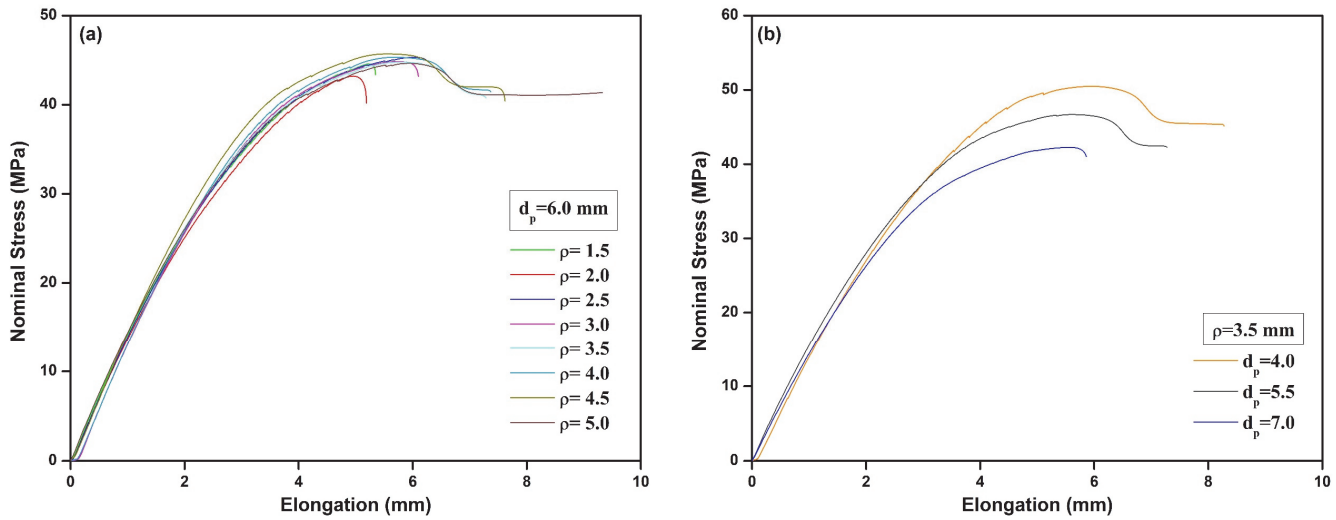 (a)
50
40
30
20
10
0
0 2 4 6 8 10
Nominal Stress (MPa)
Elongation (mm)
d_p=6.0 mm
ρ= 1.5
ρ= 2.0
ρ= 2.5
ρ= 3.0
ρ= 3.5
ρ= 4.0
ρ= 4.5
ρ= 5.0
(b)
60
50
40
30
20
10
0
0 2 4 6 8 10
Nominal Stress (MPa)
Elongation (mm)
ρ=3.5 mm
d_p=4.0
d_p=5.5
d_p=7.0